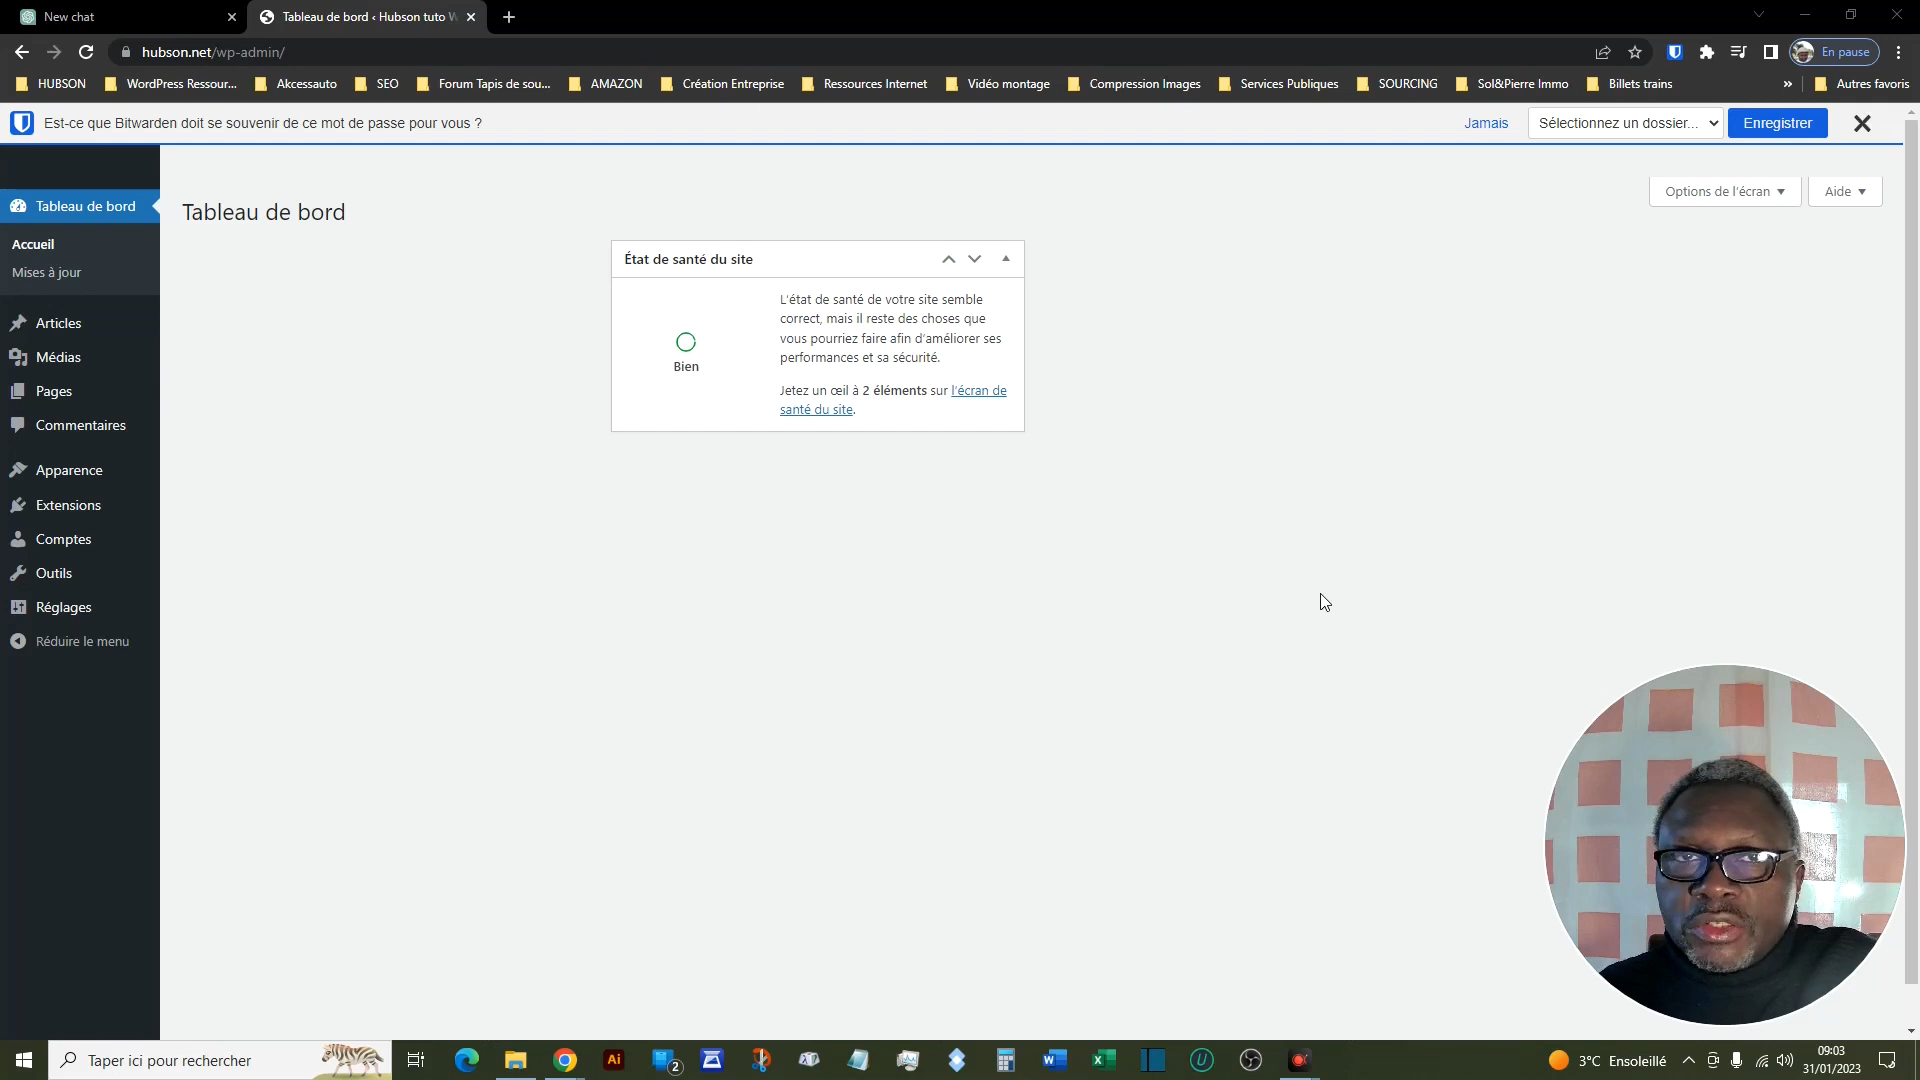 New chat
Tableau de bord ‹ Hubson tuto W
hubson.net/wp-admin/
En pause
HUBSON
WordPress Ressour...
Akcessauto
SEO
Forum Tapis de sou...
AMAZON
Création Entreprise
Ressources Internet
Vidéo montage
Compression Images
Services Publiques
SOURCING
Sol&Pierre Immo
Billets trains
»
Autres favoris
Est-ce que Bitwarden doit se souvenir de ce mot de passe pour vous ?
Jamais
Sélectionnez un dossier...
Enregistrer
Tableau de bord
Accueil
Mises à jour
Articles
Médias
Pages
Commentaires
Apparence
Extensions
Comptes
Outils
Réglages
Réduire le menu
Options de l'écran
Aide
Tableau de bord
État de santé du site
Bien
L'état de santé de votre site semble
correct, mais il reste des choses que
vous pourriez faire afin d'améliorer ses
performances et sa sécurité.
Jetez un œil à 2 éléments sur l'écran de
santé du site.
Taper ici pour rechercher
Ai
2
3°C Ensoleillé
09:03
31/01/2023